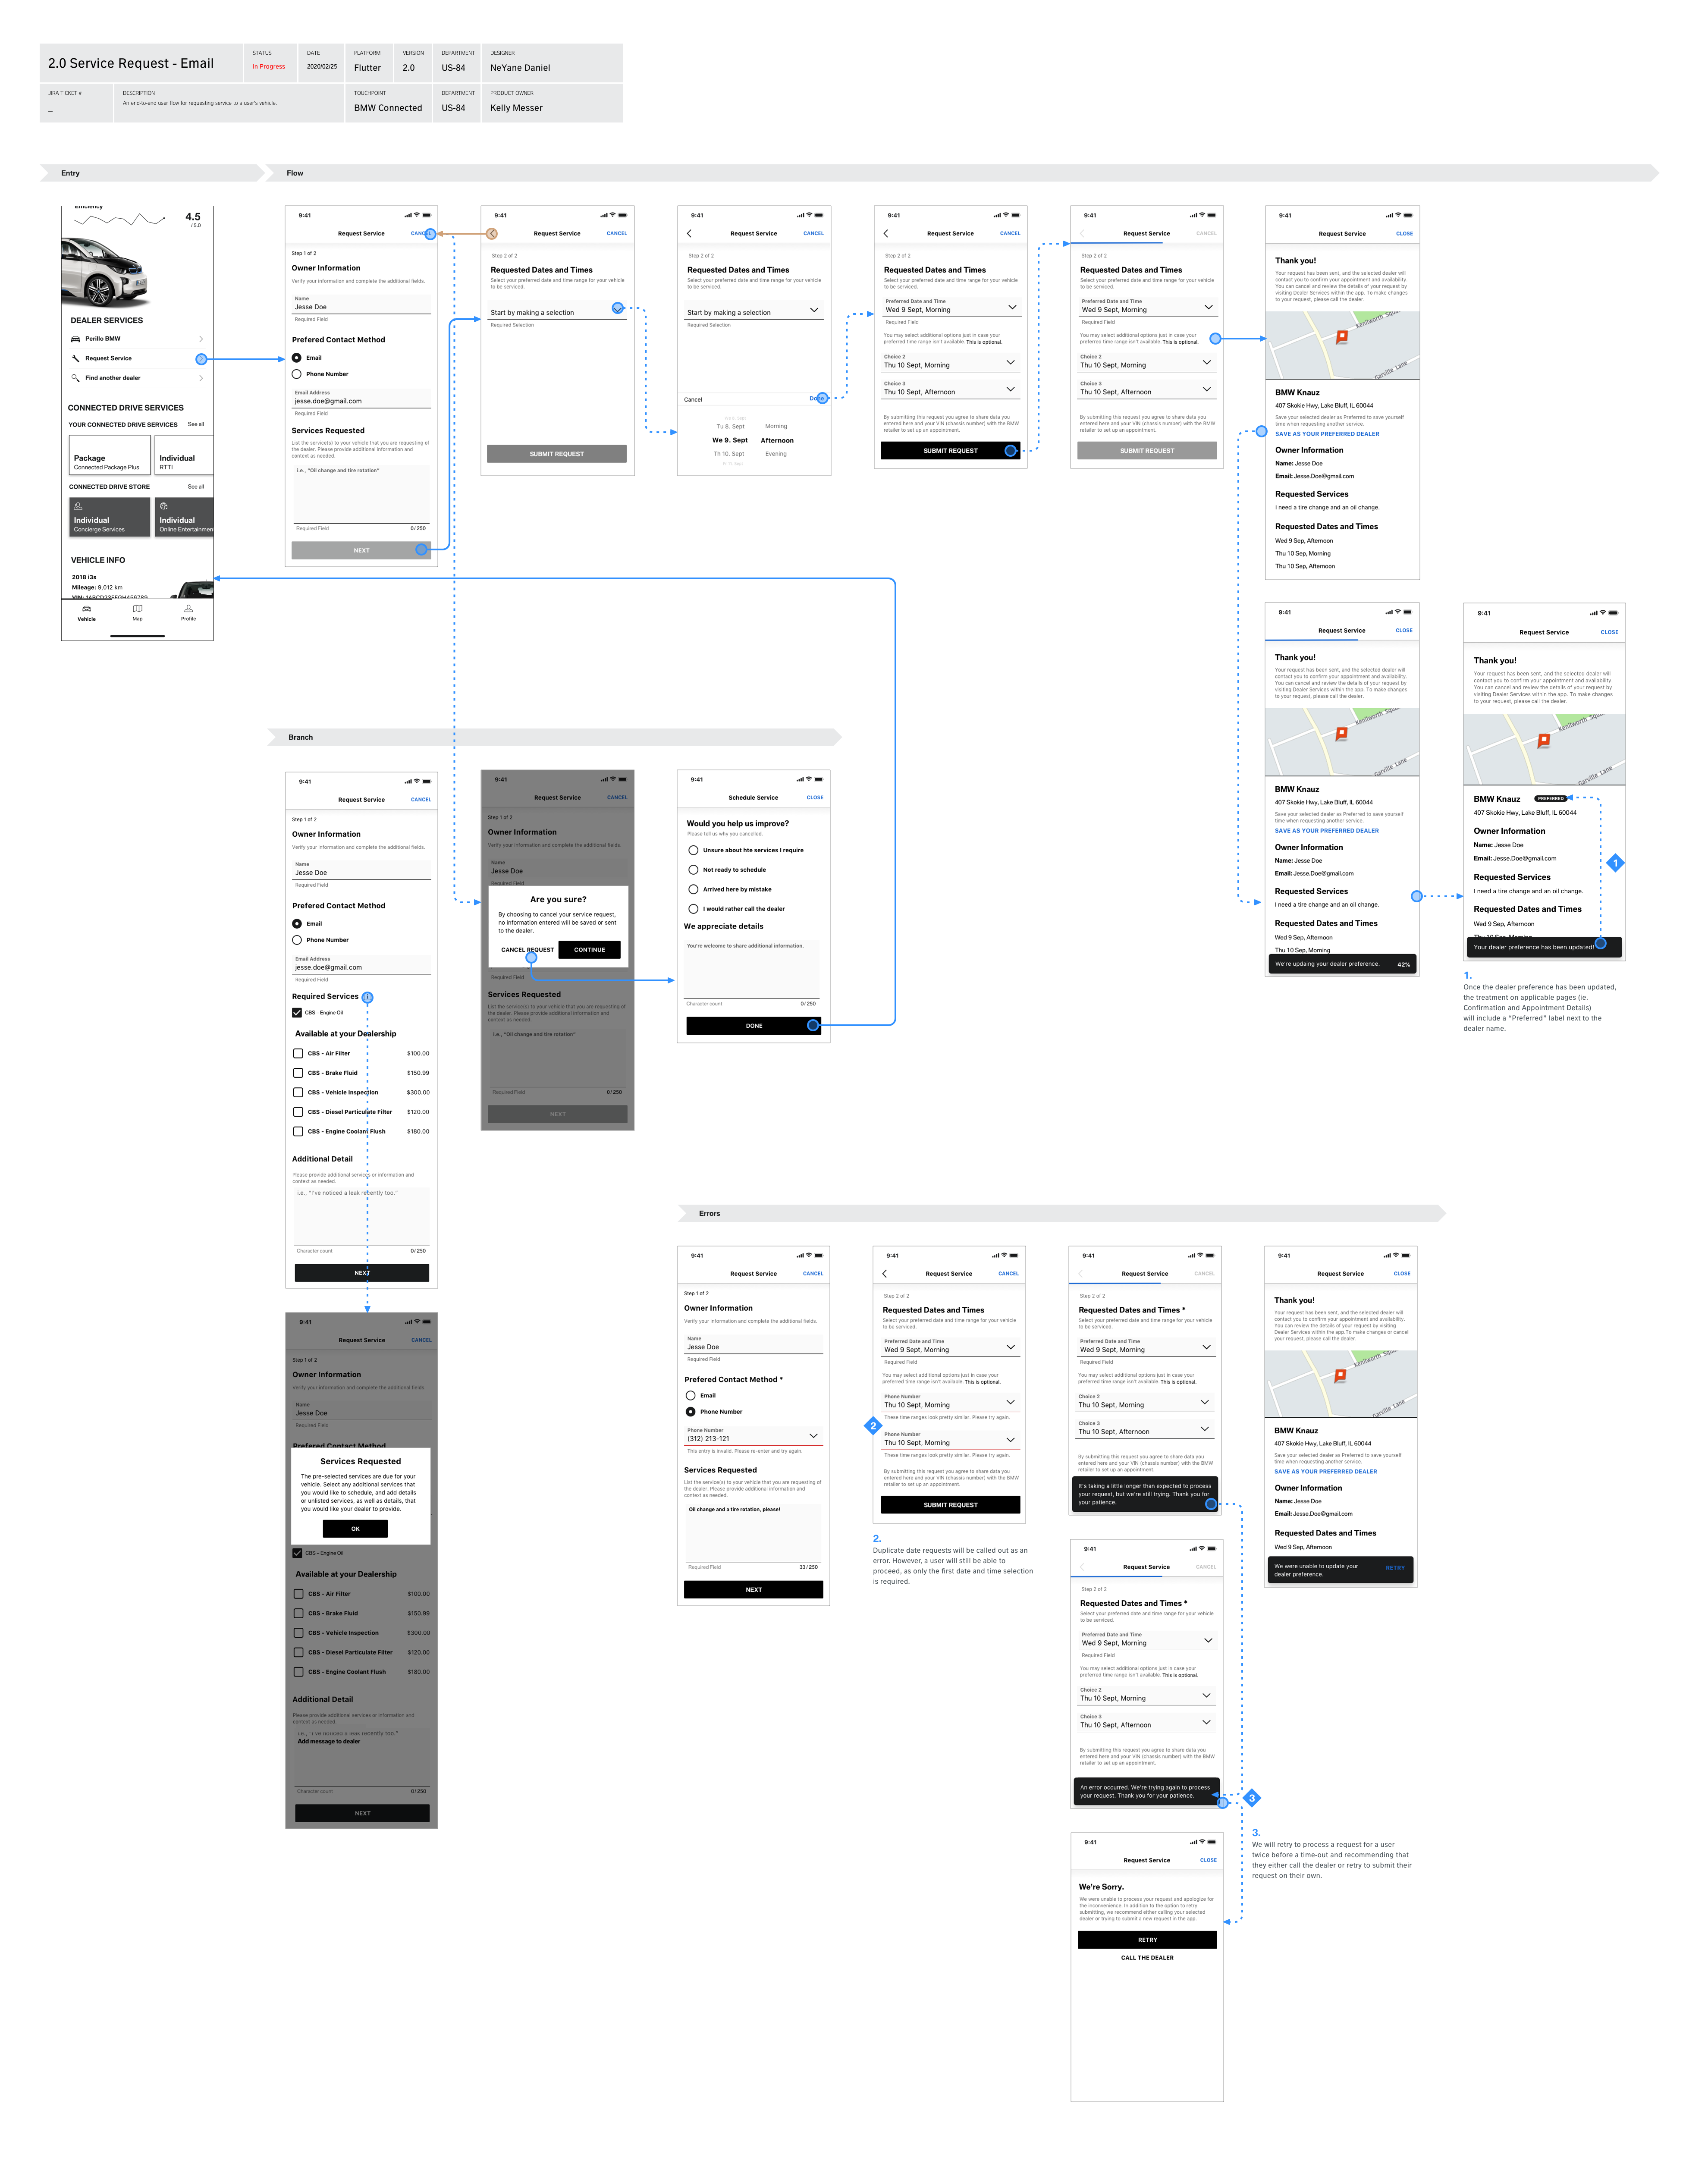 2.0 Service Request - Email
STATUS
In Progress
DATE
2020/02/25
PLATFORM
Flutter
VERSION
2.0
DEPARTMENT
US-84
DESIGNER
NeYane Daniel
JIRA TICKET #
_
DESCRIPTION
An end-to-end user flow for requesting service to a user's vehicle.
TOUCHPOINT
BMW Connected
DEPARTMENT
US-84
PRODUCT OWNER
Kelly Messer
Entry
Flow
Efficiency
4.5
/ 5.0
DEALER SERVICES
Perillo BMW
Request Service
Find another dealer
CONNECTED DRIVE SERVICES
YOUR CONNECTED DRIVE SERVICES
See all
Package
Connected Package Plus
Individual
RTTI
CONNECTED DRIVE STORE
See all
Individual
Concierge Services
Individual
Online Entertainmen
VEHICLE INFO
2018 i3s
Mileage: 9,012 km
Vehicle
Map
Profile
9:41
Request Service
CANCEL
Step 1 of 2
Owner Information
Verify your information and complete the additional fields.
Name
Jesse Doe
Required Field
Prefered Contact Method
Email
Phone Number
Email Address
jesse.doe@gmail.com
Required Field
Services Requested
List the service(s) to your vehicle that you are requesting of
the dealer. Please provide additional information and
context as needed.
i.e., "Oil change and tire rotation"
Required Field
0/ 250
NEXT
9:41
Request Service
CANCEL
Step 2 of 2
Requested Dates and Times
Select your preferred date and time range for your vehicle
to be serviced.
Start by making a selection
Required Selection
SUBMIT REQUEST
9:41
Request Service
CANCEL
Step 2 of 2
Requested Dates and Times
Select your preferred date and time range for your vehicle
to be serviced.
Start by making a selection
Required Selection
Cancel
Done
Tu 8. Sept
Morning
We 9. Sept
Afternoon
Th 10. Sept
Evening
9:41
Request Service
CANCEL
Step 2 of 2
Requested Dates and Times
Select your preferred date and time range for your vehicle
to be serviced.
Preferred Date and Time
Wed 9 Sept, Morning
Required Field
You may select additional options just in case your
preferred time range isn't available. This is optional.
Choice 2
Thu 10 Sept, Morning
Choice 3
Thu 10 Sept, Afternoon
By submitting this request you agree to share data you
entered here and your VIN (chassis number) with the BMW
retailer to set up an appointment.
SUBMIT REQUEST
9:41
Request Service
CANCEL
Step 2 of 2
Requested Dates and Times
Select your preferred date and time range for your vehicle
to be serviced.
Preferred Date and Time
Wed 9 Sept, Morning
Required Field
You may select additional options just in case your
preferred time range isn't available. This is optional.
Choice 2
Thu 10 Sept, Morning
Choice 3
Thu 10 Sept, Afternoon
By submitting this request you agree to share data you
entered here and your VIN (chassis number) with the BMW
retailer to set up an appointment.
SUBMIT REQUEST
9:41
Request Service
CLOSE
Thank you!
Your request has been sent, and the selected dealer will
contact you to confirm your appointment and availability.
You can cancel and review the details of your request by
visiting Dealer Services within the app. To make changes
to your request, please call the dealer.
Garville Lane
BMW Knauz
407 Skokie Hwy, Lake Bluff, IL 60044
Save your selected dealer as Preferred to save yourself
time when requesting another service.
SAVE AS YOUR PREFERRED DEALER
Owner Information
Name: Jesse Doe
Email: Jesse.Doe@gmail.com
Requested Services
I need a tire change and an oil change.
Requested Dates and Times
Wed 9 Sep, Afternoon
Thu 10 Sep, Morning
Thu 10 Sep, Afternoon
9:41
Request Service
CLOSE
Thank you!
Your request has been sent, and the selected dealer will
contact you to confirm your appointment and availability.
You can cancel and review the details of your request by
visiting Dealer Services within the app. To make changes
to your request, please call the dealer.
Kenilworth Squ
Garville Lane
BMW Knauz
407 Skokie Hwy, Lake Bluff, IL 60044
Save your selected dealer as Preferred to save yourself
time when requesting another service.
SAVE AS YOUR PREFERRED DEALER
Owner Information
Name: Jesse Doe
Email: Jesse.Doe@gmail.com
Requested Services
I need a tire change and an oil change.
Requested Dates and Times
Wed 9 Sep, Afternoon
Thu 10 Sep, Morning
We're updaing your dealer preference.
42%
9:41
Request Service
CLOSE
Thank you!
Your request has been sent, and the selected dealer will
contact you to confirm your appointment and availability.
You can cancel and review the details of your request by
visiting Dealer Services within the app. To make changes
to your request, please call the dealer.
Kenilworth Squa
Garville Lane
BMW Knauz
PREFERRED
407 Skokie Hwy, Lake Bluff, IL 60044
Owner Information
Name: Jesse Doe
Email: Jesse.Doe@gmail.com
1
Requested Services
I need a tire change and an oil change.
Requested Dates and Times
Wed 9 Sep, Afternoon
Your dealer preference has been updated!
1.
Once the dealer preference has been updated,
the treatment on applicable pages (ie.
Confirmation and Appointment Details)
will include a "Preferred" label next to the
dealer name.
Branch
9:41
Request Service
CANCEL
Step 1 of 2
Owner Information
Verify your information and complete the additional fields.
Name
Jesse Doe
Required Field
Prefered Contact Method
Email
Phone Number
Email Address
jesse.doe@gmail.com
Required Field
Required Services
CBS - Engine Oil
Available at your Dealership
CBS - Air Filter
$100.00
CBS - Brake Fluid
$150.99
CBS - Vehicle Inspection
$300.00
CBS - Diesel Particulate Filter
$120.00
CBS - Engine Coolant Flush
$180.00
Additional Detail
Please provide additional services or information and
context as needed.
i.e., "I've noticed a leak recently too."
Character count
0/ 250
NEXT
9:41
Request Service
CANCEL
Step 1 of 2
Owner Information
Verify your information and complete the additional fields.
Name
Jesse Doe
Required Field
Are you sure?
By choosing to cancel your service request,
no information entered will be saved or sent
to the dealer.
CANCEL REQUEST
CONTINUE
Required Field
Services Requested
List the service(s) to your vehicle that you are requesting of
the dealer. Please provide additional information and
context as needed.
i.e., "Oil change and tire rotation"
Required Field
0/ 250
NEXT
9:41
Schedule Service
CLOSE
Would you help us improve?
Please tell us why you cancelled.
Unsure about hte services I require
Not ready to schedule
Arrived here by mistake
I would rather call the dealer
We appreciate details
You're welcome to share additional information.
Character count
0/ 250
DONE
9:41
Request Service
CANCEL
Step 1 of 2
Owner Information
Verify your information and complete the additional fields.
Name
Jesse Doe
Required Field
Prefered Contact Method
Services Requested
The pre-selected services are due for your
vehicle. Select any additional services that
you would like to schedule, and add details
or unlisted services, as well as details, that
you would like your dealer to provide.
OK
CBS - Engine Oil
Available at your Dealership
CBS - Air Filter
$100.00
CBS - Brake Fluid
$150.99
CBS - Vehicle Inspection
$300.00
CBS - Diesel Particulate Filter
$120.00
CBS - Engine Coolant Flush
$180.00
Additional Detail
Please provide additional services or information and
context as needed.
i.e., "I've noticed a leak recently too."
Add message to dealer
Character count
0/ 250
NEXT
Errors
9:41
Request Service
CANCEL
Step 1 of 2
Owner Information
Verify your information and complete the additional fields.
Name
Jesse Doe
Required Field
Prefered Contact Method *
Email
Phone Number
Phone Number
(312) 213-121
This entry is invalid. Please re-enter and try again.
Services Requested
List the service(s) to your vehicle that you are requesting of
the dealer. Please provide additional information and
context as needed.
Oil change and a tire rotation, please!
Required Field
33/ 250
NEXT
9:41
Request Service
CANCEL
Step 2 of 2
Requested Dates and Times
Select your preferred date and time range for your vehicle
to be serviced.
Preferred Date and Time
Wed 9 Sept, Morning
Required Field
You may select additional options just in case your
preferred time range isn't available. This is optional.
Phone Number
Thu 10 Sept, Morning
These time ranges look pretty similar. Please try again.
2
Phone Number
Thu 10 Sept, Morning
These time ranges look pretty similar. Please try again.
By submitting this request you agree to share data you
entered here and your VIN (chassis number) with the BMW
retailer to set up an appointment.
SUBMIT REQUEST
2.
Duplicate date requests will be called out as an
error. However, a user will still be able to
proceed, as only the first date and time selection
is required.
9:41
Request Service
CANCEL
Step 2 of 2
Requested Dates and Times *
Select your preferred date and time range for your vehicle
to be serviced.
Preferred Date and Time
Wed 9 Sept, Morning
Required Field
You may select additional options just in case your
preferred time range isn't available. This is optional.
Choice 2
Thu 10 Sept, Morning
Choice 3
Thu 10 Sept, Afternoon
By submitting this request you agree to share data you
entered here and your VIN (chassis number) with the BMW
retailer to set up an appointment.
It's taking a little longer than expected to process
your request, but we're still trying. Thank you for
your patience.
9:41
Request Service
CLOSE
Thank you!
Your request has been sent, and the selected dealer will
contact you to confirm your appointment and availability.
You can review the details of your request by visiting
Dealer Services within the app.To make changes or cancel
your request, please call the dealer.
Kenilworth Squa
Garville Lane
BMW Knauz
407 Skokie Hwy, Lake Bluff, IL 60044
Save your selected dealer as Preferred to save yourself
time when requesting another service.
SAVE AS YOUR PREFERRED DEALER
Owner Information
Name: Jesse Doe
Email: Jesse.Doe@gmail.com
Requested Dates and Times
Wed 9 Sep, Afternoon
We were unable to update your
dealer preference.
RETRY
9:41
Request Service
CANCEL
Step 2 of 2
Requested Dates and Times *
Select your preferred date and time range for your vehicle
to be serviced.
Preferred Date and Time
Wed 9 Sept, Morning
Required Field
You may select additional options just in case your
preferred time range isn't available. This is optional.
Choice 2
Thu 10 Sept, Morning
Choice 3
Thu 10 Sept, Afternoon
By submitting this request you agree to share data you
entered here and your VIN (chassis number) with the BMW
retailer to set up an appointment.
An error occurred. We're trying again to process
your request. Thank you for your patience.
3
3.
We will retry to process a request for a user
twice before a time-out and recommending that
they either call the dealer or retry to submit their
request on their own.
9:41
Request Service
CLOSE
We're Sorry.
We were unable to process your request and apologize for
the inconvenience. In addition to the option to retry
submitting, we recommend either calling your selected
dealer or trying to submit a new request in the app.
RETRY
CALL THE DEALER